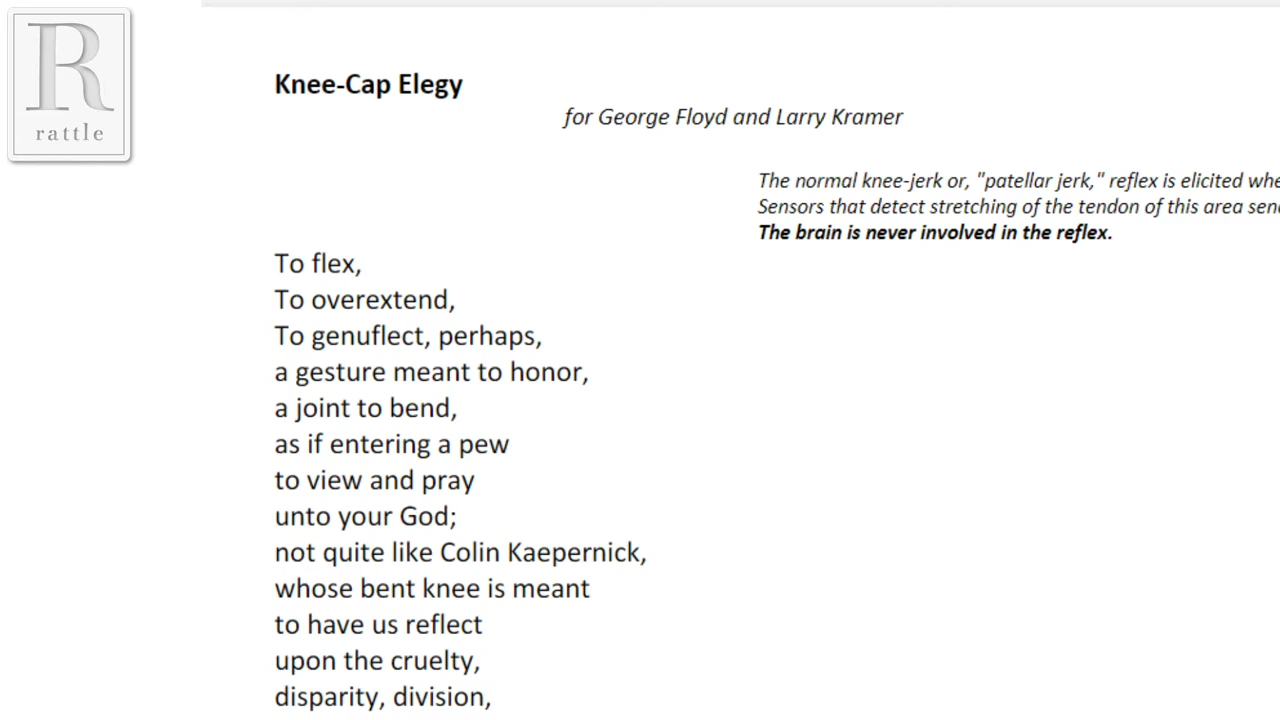 R
rattle
Knee-Cap Elegy
for George Floyd and Larry Kramer
The normal knee-jerk or, "patellar jerk," reflex is elicited
Sensors that detect stretching of the tendon of this area
The brain is never involved in the reflex.
To flex,
To overextend,
To genuflect, perhaps,
a gesture meant to honor,
a joint to bend,
as if entering a pew
to view and pray
unto your God;
not quite like Colin Kaepernick,
whose bent knee is meant
to have us reflect
upon the cruelty,
disparity, division,